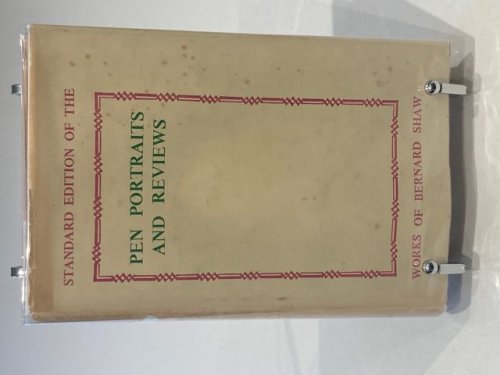 STANDARD EDITION OF THE
PEN PORTRAITS
AND REVIEWS
WORKS OF BERNARD SHAW